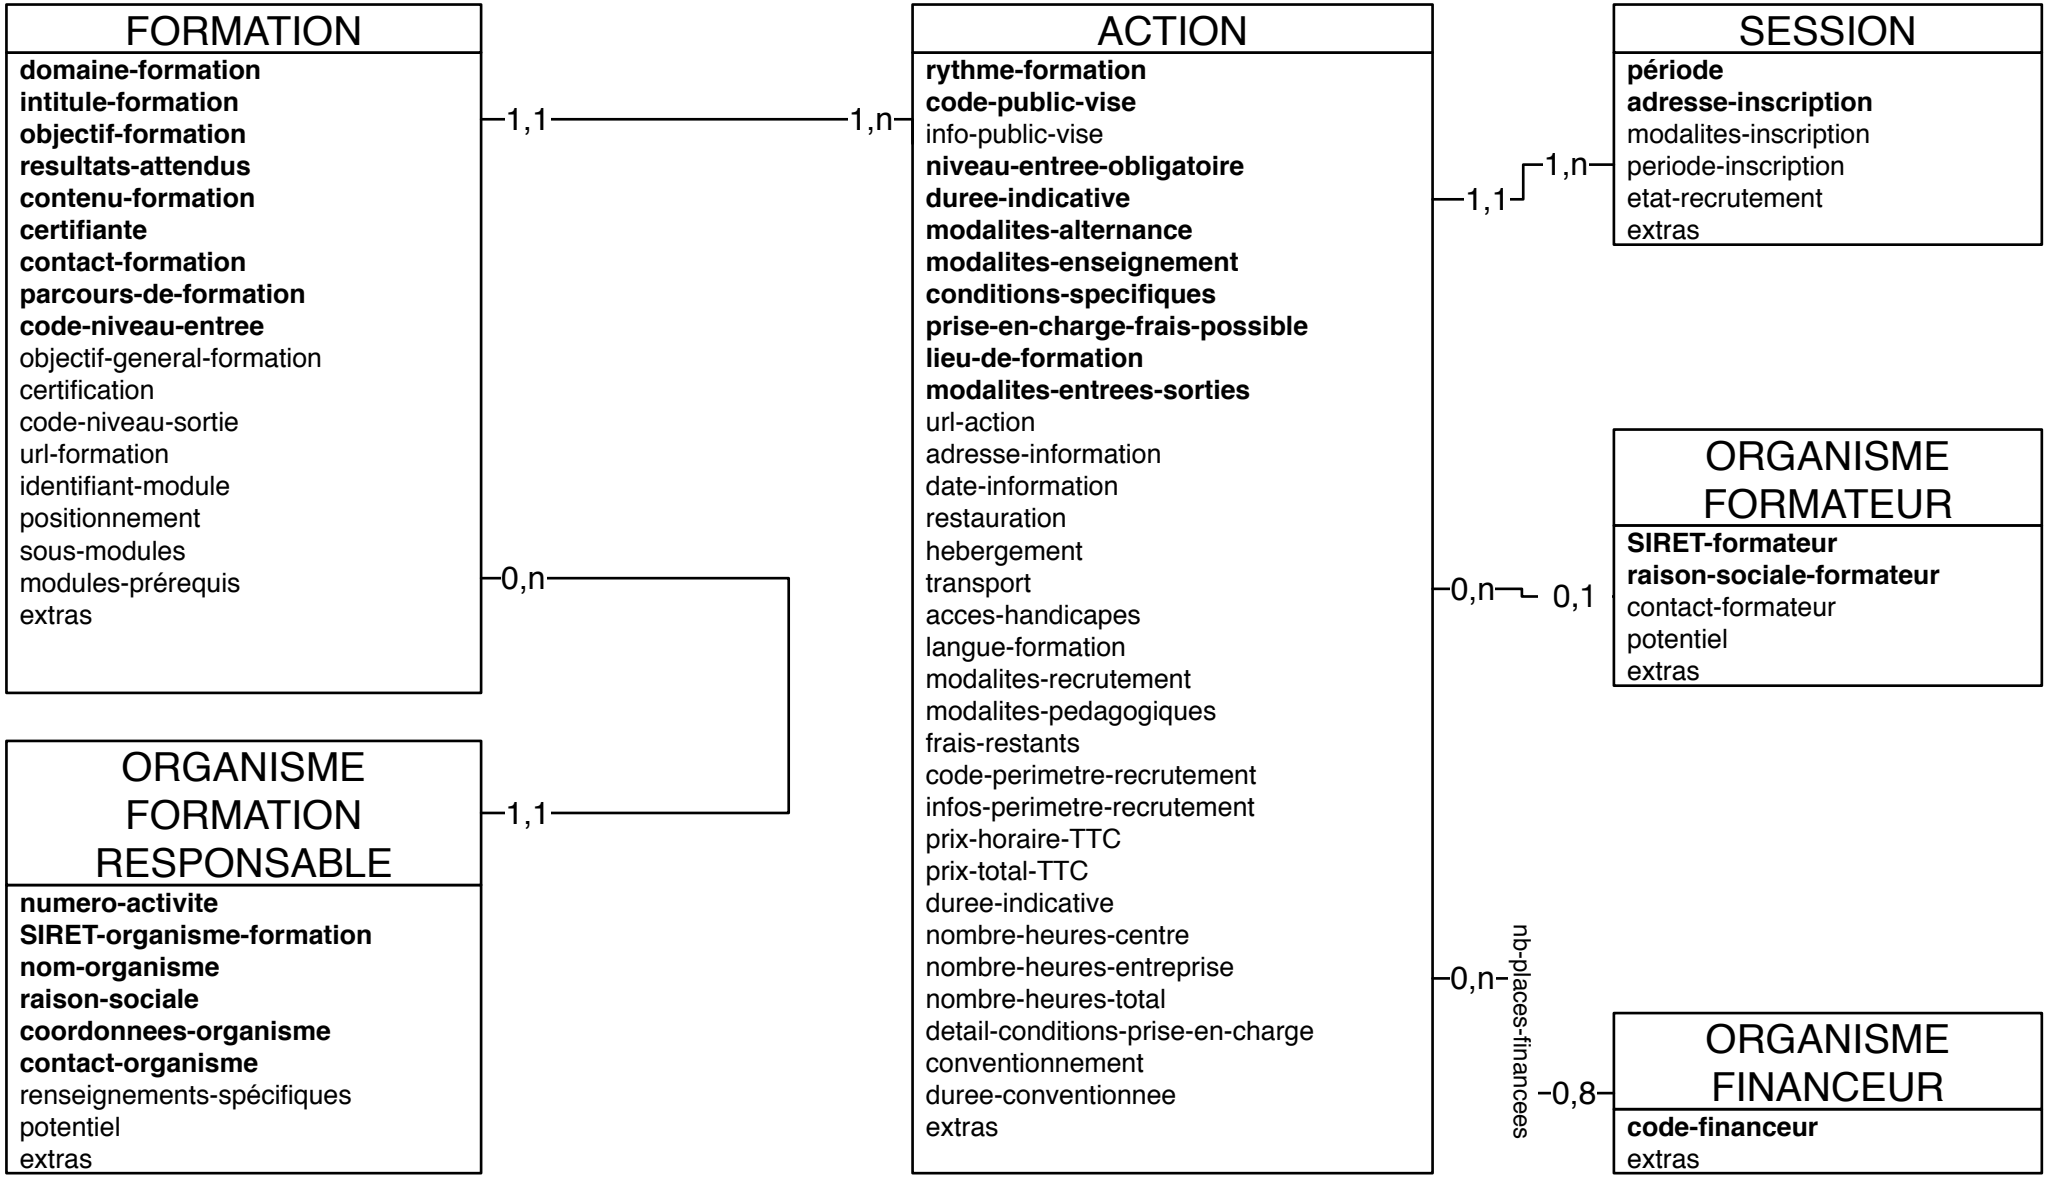 FORMATION
domaine-formation
intitule-formation
objectif-formation
resultats-attendus
contenu-formation
certifiante
contact-formation
parcours-de-formation
code-niveau-entree
objectif-general-formation
certification
code-niveau-sortie
url-formation
identifiant-module
positionnement
sous-modules
modules-prérequis
extras
1,1
1,n
0,n
1,1
ORGANISME
FORMATION
RESPONSABLE
numero-activite
SIRET-organisme-formation
nom-organisme
raison-sociale
coordonnees-organisme
contact-organisme
renseignements-spécifiques
potentiel
extras
ACTION
rythme-formation
code-public-vise
info-public-vise
niveau-entree-obligatoire
duree-indicative
modalites-alternance
modalites-enseignement
conditions-specifiques
prise-en-charge-frais-possible
lieu-de-formation
modalites-entrees-sorties
url-action
adresse-information
date-information
restauration
hebergement
transport
acces-handicapes
langue-formation
modalites-recrutement
modalites-pedagogiques
frais-restants
code-perimetre-recrutement
infos-perimetre-recrutement
prix-horaire-TTC
prix-total-TTC
duree-indicative
nombre-heures-centre
nombre-heures-entreprise
nombre-heures-total
detail-conditions-prise-en-charge
conventionnement
duree-conventionnee
extras
1,1
1,n
0,n
0,1
0,n
nb-places-financees
0,8
SESSION
période
adresse-inscription
modalites-inscription
periode-inscription
etat-recrutement
extras
ORGANISME
FORMATEUR
SIRET-formateur
raison-sociale-formateur
contact-formateur
potentiel
extras
ORGANISME
FINANCEUR
code-financeur
extras